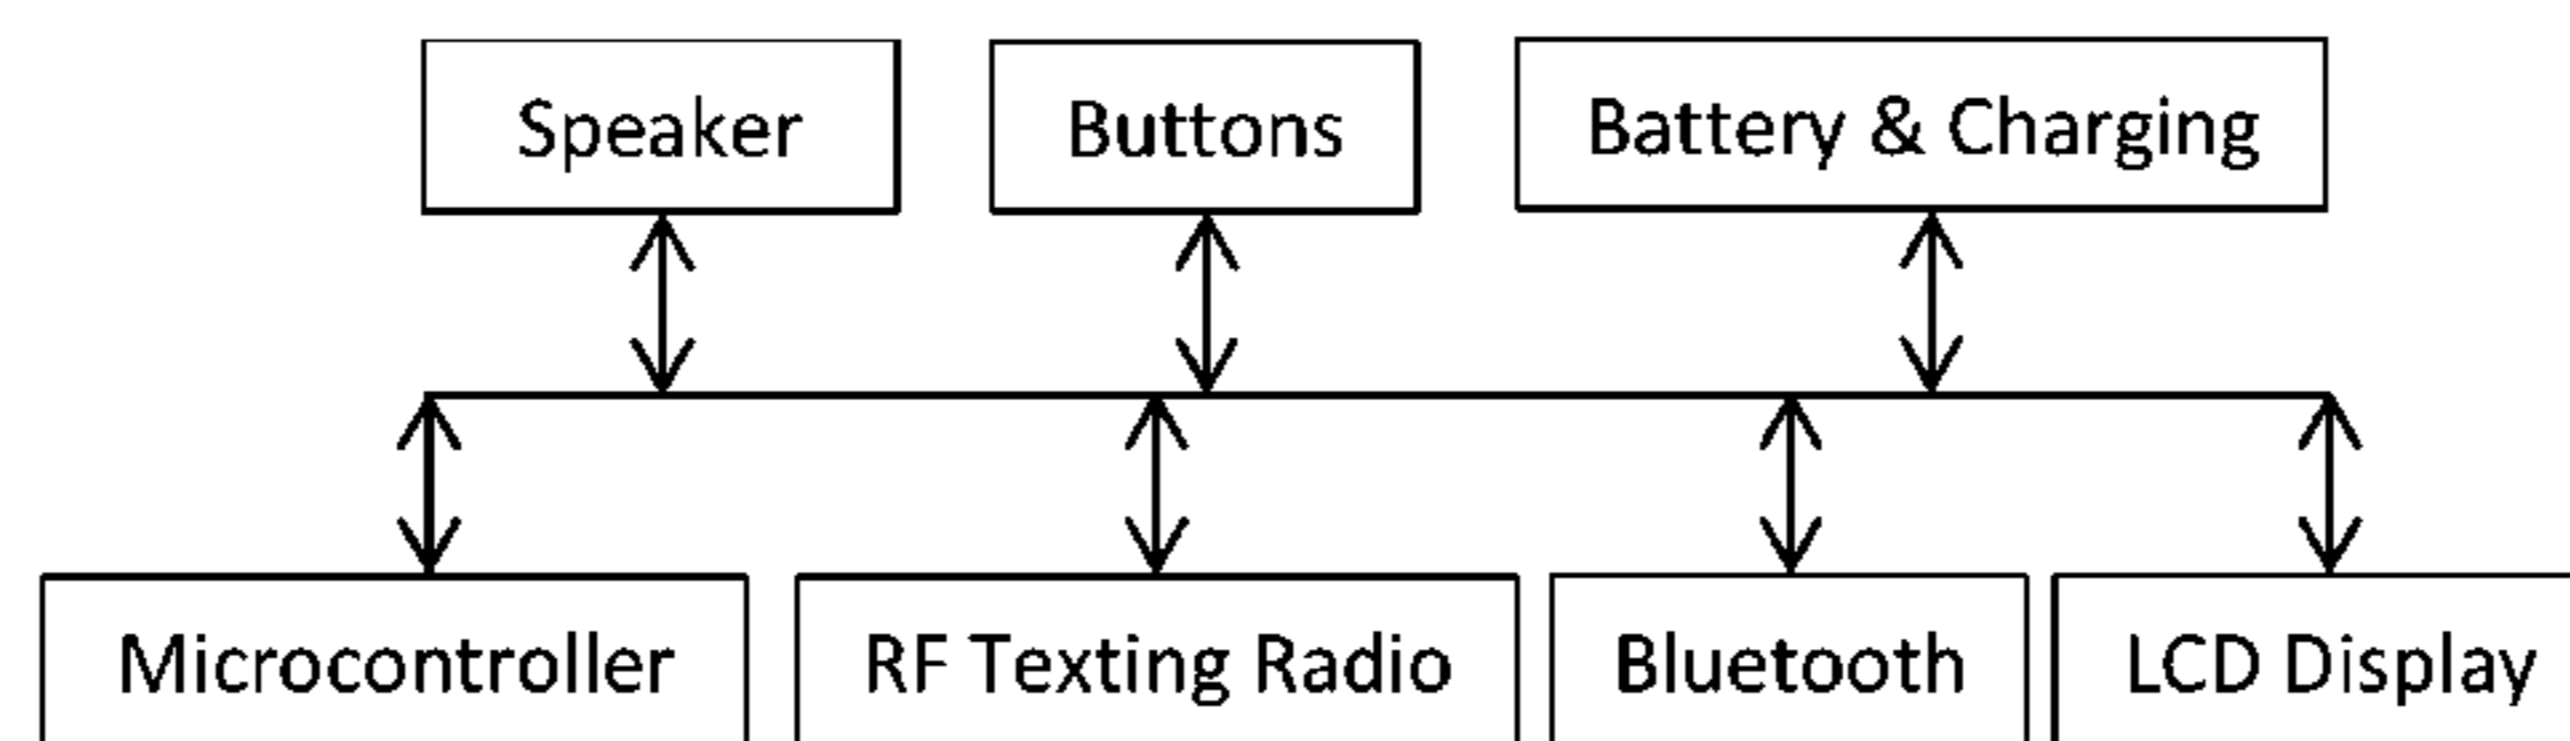 Speaker
Buttons
Battery & Charging
Microcontroller
RF Texting Radio
Bluetooth
LCD Display